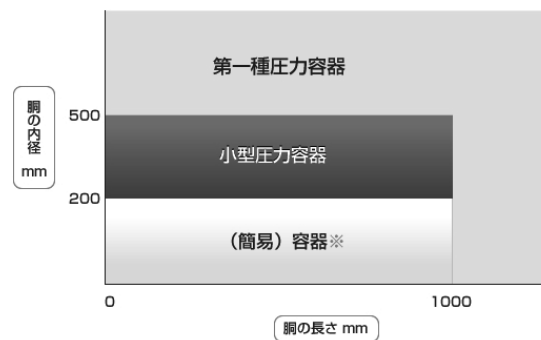 第一種圧力容器
胴の内径
mm
500
小型圧力容器
200
（簡易）容器※
0
1000
胴の長さ mm